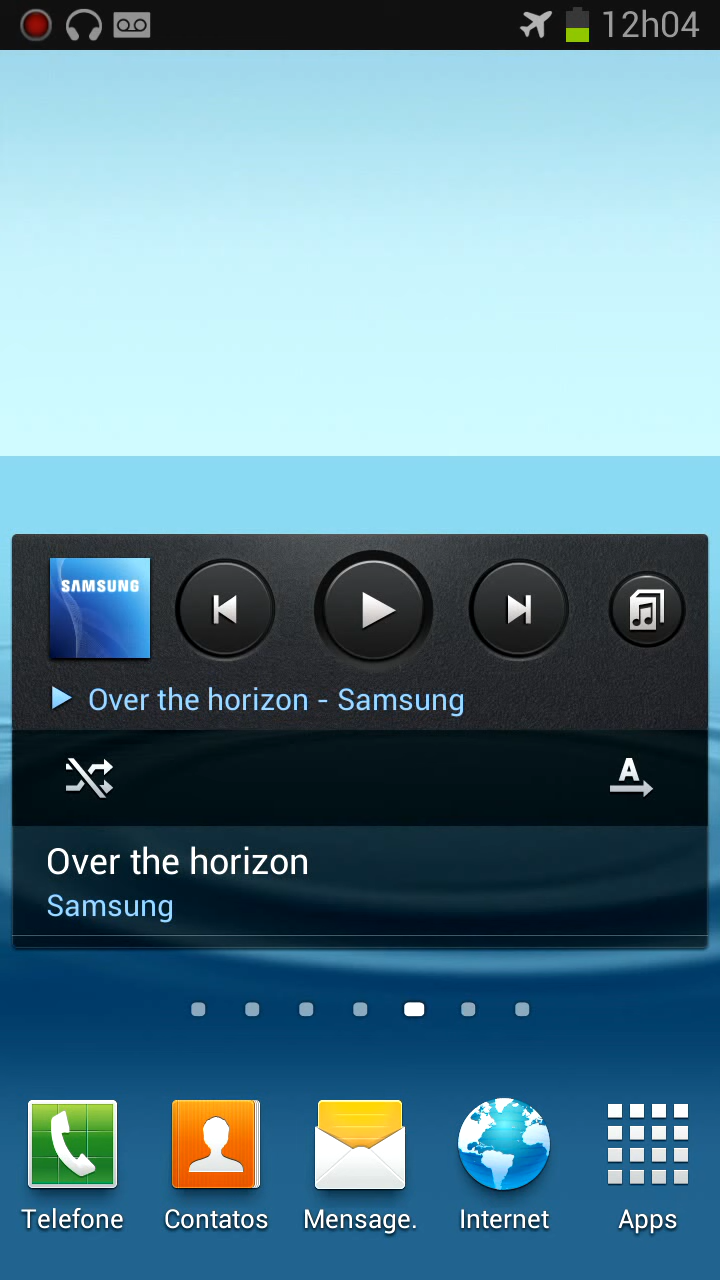 12h04
SAMSUNG
Over the horizon - Samsung
A
Over the horizon
Samsung
Telefone Contatos Mensage. Internet Apps